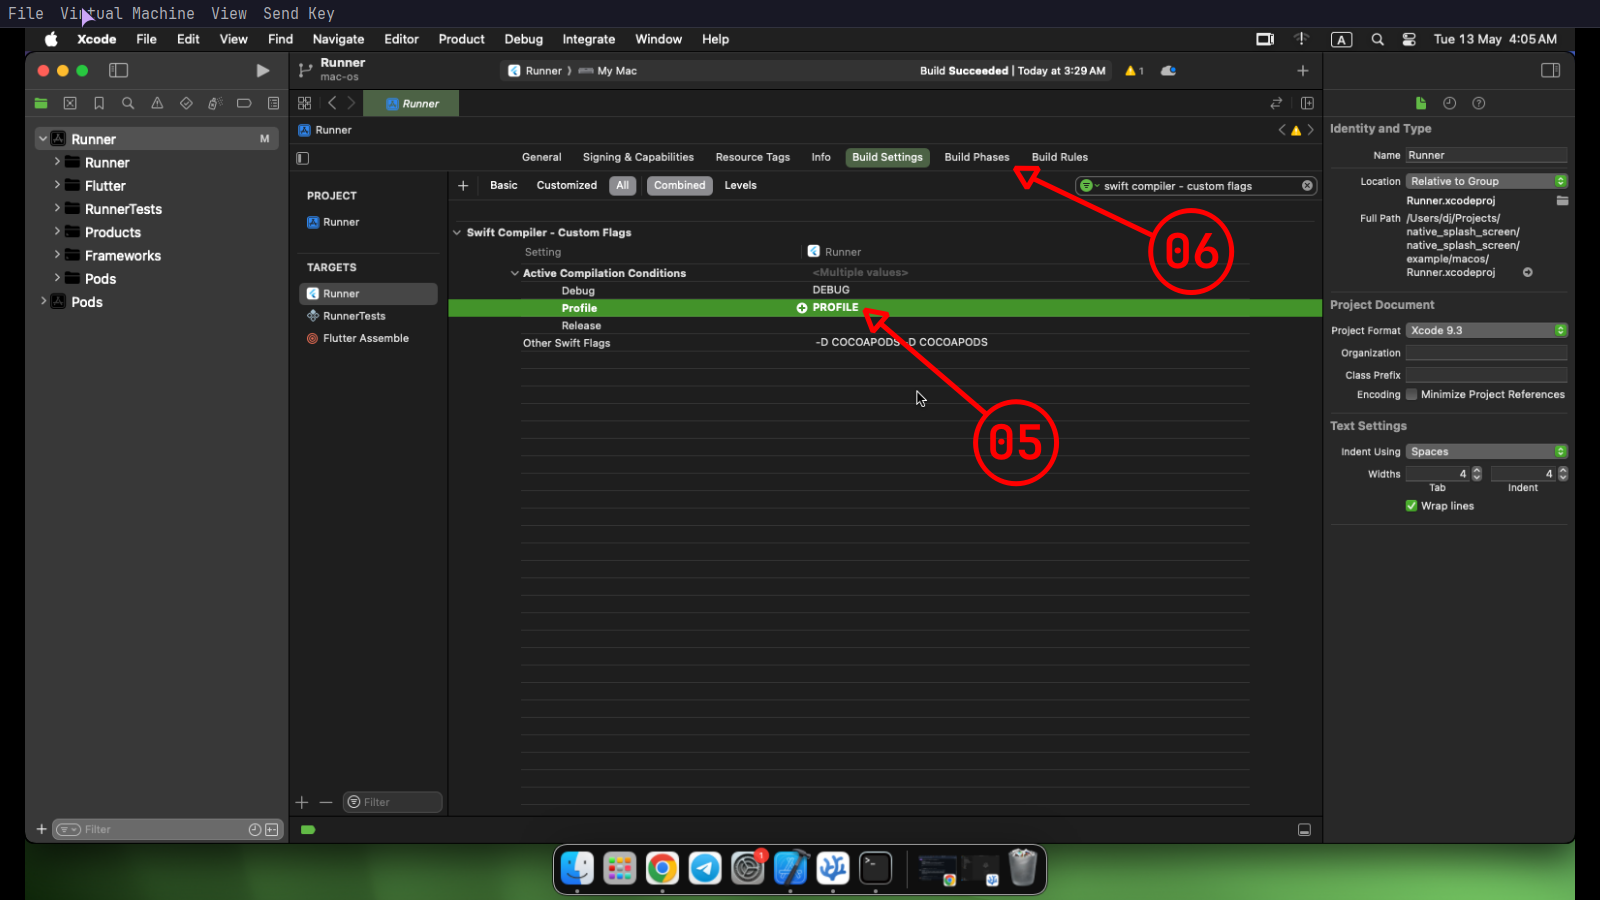 File Virtual Machine View Send Key
Xcode File Edit View Find Navigate Editor Product Debug Integrate Window Help
A
Tue 13 May 4:05 AM
Runner
mac-os
Runner
My Mac
Build Succeeded | Today at 3:29 AM
1
Runner
Runner
General Signing & Capabilities Resource Tags Info Build Settings Build Phases Build Rules
Basic Customized All Combined Levels
swift compiler - custom flags
Runner M
Runner
Flutter
RunnerTests
Products
Frameworks
Pods
Pods
PROJECT
Runner
TARGETS
Runner
RunnerTests
Flutter Assemble
Swift Compiler - Custom Flags
Setting Runner
Active Compilation Conditions <Multiple values>
Debug DEBUG
Profile PROFILE
Release
Other Swift Flags -D COCOAPODS -D COCOAPODS
06
05
Filter
Filter
Identity and Type
Name Runner
Location Relative to Group
Runner.xcodeproj
Full Path /Users/dj/Projects/
native_splash_screen/
native_splash_screen/
example/macos/
Runner.xcodeproj
Project Document
Project Format Xcode 9.3
Organization
Class Prefix
Encoding Minimize Project References
Text Settings
Indent Using Spaces
Widths 4 4
Tab Indent
Wrap lines
1